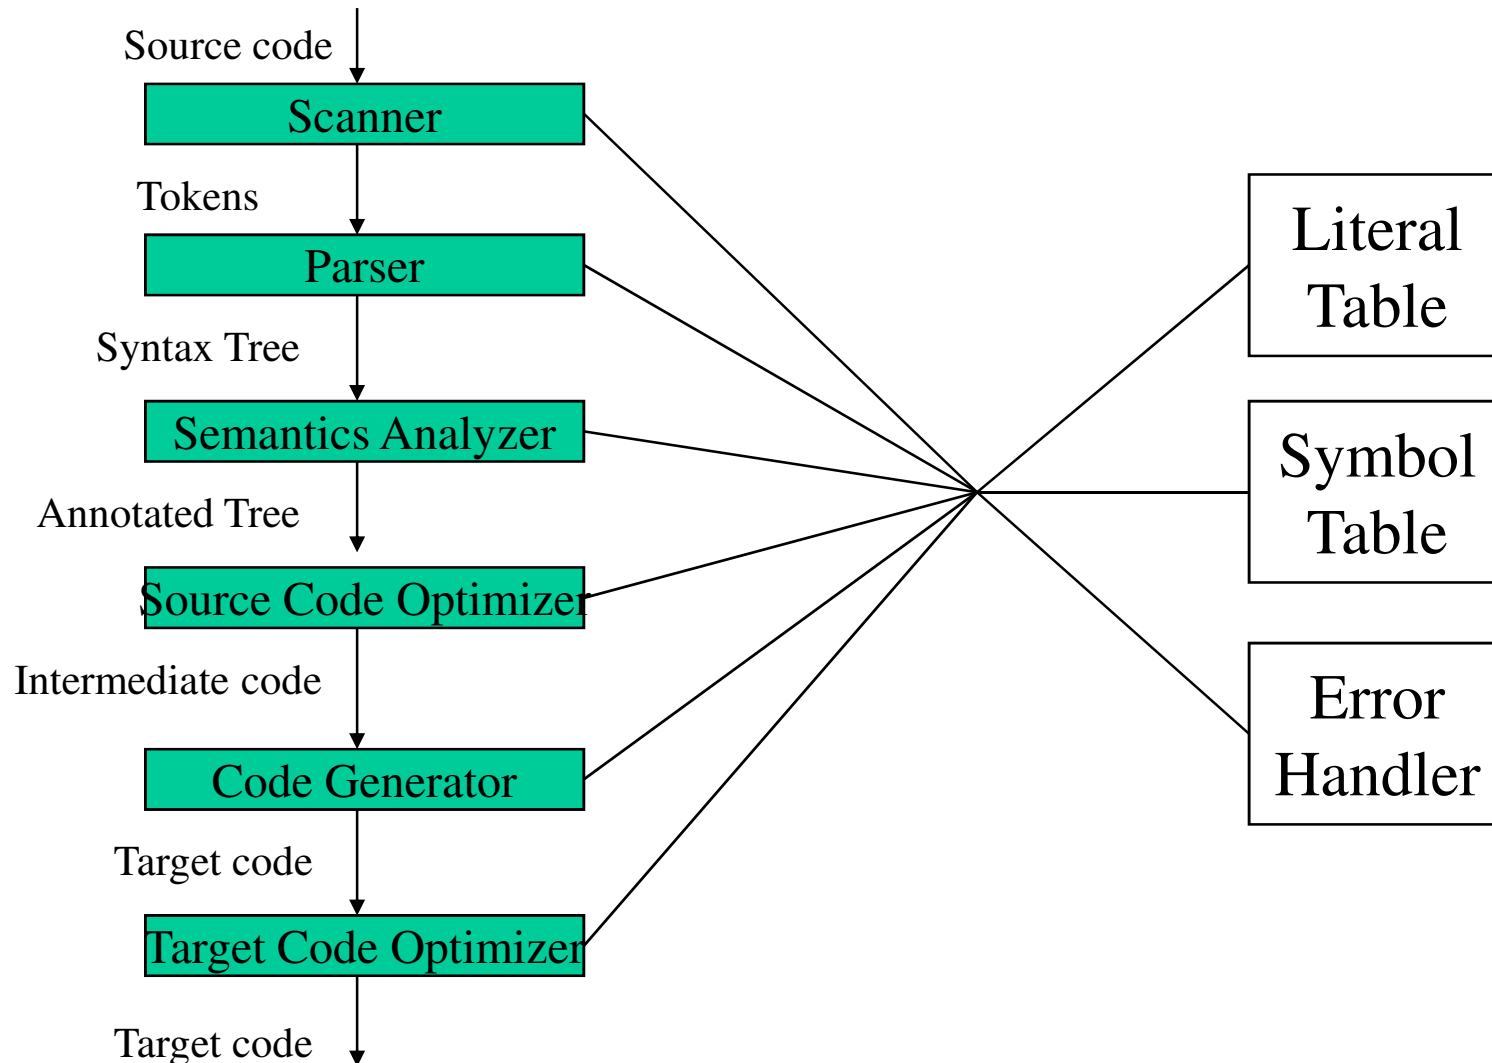 Source code
Scanner
Tokens
Parser
Syntax Tree
Semantics Analyzer
Annotated Tree
Source Code Optimizer
Intermediate code
Code Generator
Target code
Target Code Optimizer
Target code
Literal
Table
Symbol
Table
Error
Handler